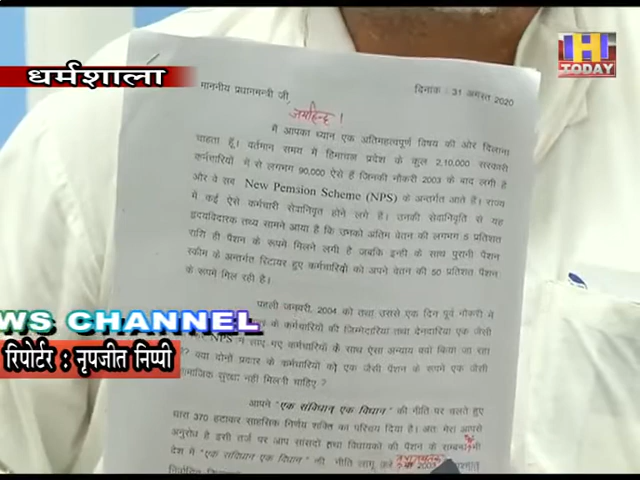 HI
TODAY
धर्मशाला
माननीय प्रधानमन्त्री जी,
दिनाक : 31 अगस्त 2020
जयहिन्द !
में आपका ध्यान एक अतिमहत्वपूर्ण विषय की ओर दिलाना
चाहता हूँ। वर्तमान समय में हिमाचल प्रदेश के कुल 2,10,000 सरकारी
कर्मचारियों में से लगभग 90,000 ऐसे हैं जिनकी नौकरी 2003 के बाद लगी है
और वे सब New Pemsion Scheme (NPS) के अन्तर्गत आते हैं। राज्य
में कई ऐसे कर्मचारी सेवानिवृत होने लगे हैं। उनकी सेवानिवृति से यह
हृदयविदारक तथ्य सामने आया है कि उनको अंतिम वेतन की लगभग 5 प्रतिशत
राशि ही पैंशन के रूपमे मिलने लगी है जबकि इन्ही के साथ पुरानी पैंशन
स्कीम के अन्तर्गत रिटायर हुए कर्मचारियों को अपने वेतन की 50 प्रतिशत पैंशन
के रूपमें मिल रही है।
पहली जनवरी, 2004 को तथा उससे एक दिन पूर्व नौकरी में
के कर्मचारियों की जिम्मेदारियां तथा देनदारिया एक जैसी
NPS में लाए गए कर्मचारियों के साथ ऐसा अन्याय क्यों किया जा रहा
? क्या दोनों प्रकार के कर्मचारियों को एक जैसी पैंशन के रूपमे एक जैसी
सामाजिक सुरक्षा नही मिलनी चाहिए ?
WS CHANNEL
रिपोर्टर : नृपजीत निप्पी
आपने "एक संविधान एक विधान" की नीति पर चलते हुए
धारा 370 हटाकर साहसिक निर्णय शक्ति का परिचय दिया है। अतः मेरा आपसे
अनुरोध है इसी तर्ज पर आप सांसदों तथा विधायकों की पैंशन के सम्बन्ध
देश में "एक संविधान एक विधान" की नीति लागू करे 2003